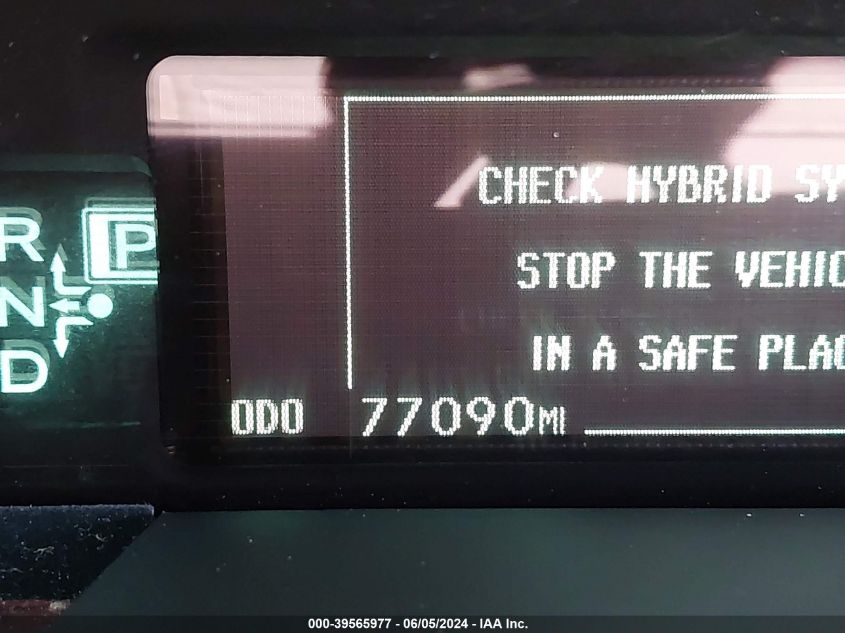 R
P
N
D
CHECK HYBRID SY
STOP THE VEHIC
IN A SAFE PLAC
ODO 77090MI
000-39565977 - 06/05/2024 - IAA Inc.